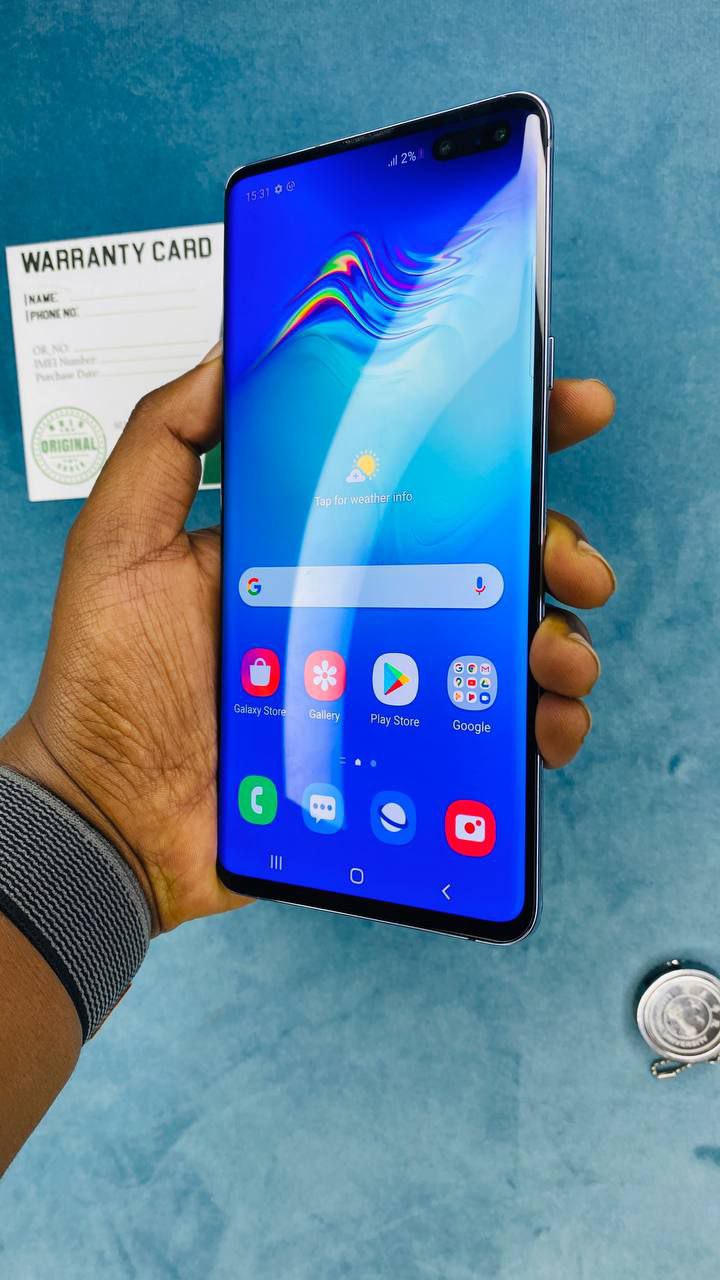 WARRANTY CARD
NAME:
PHONE NO:
OR. NO:
IMEI Number:
Purchase Date:
ORIGINAL
15:31
2%
Tap for weather info
G
Galaxy Store
Gallery
Play Store
Google